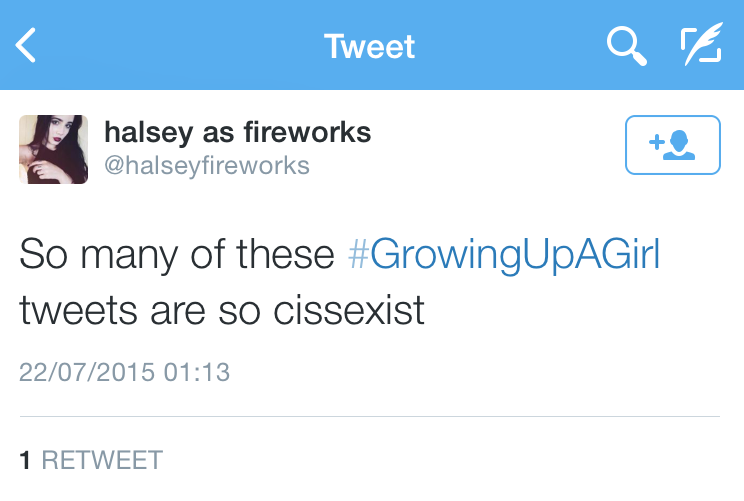 Tweet
halsey as fireworks
@halseyfireworks
So many of these #GrowingUpAGirl
tweets are so cissexist
22/07/2015 01:13
1 RETWEET